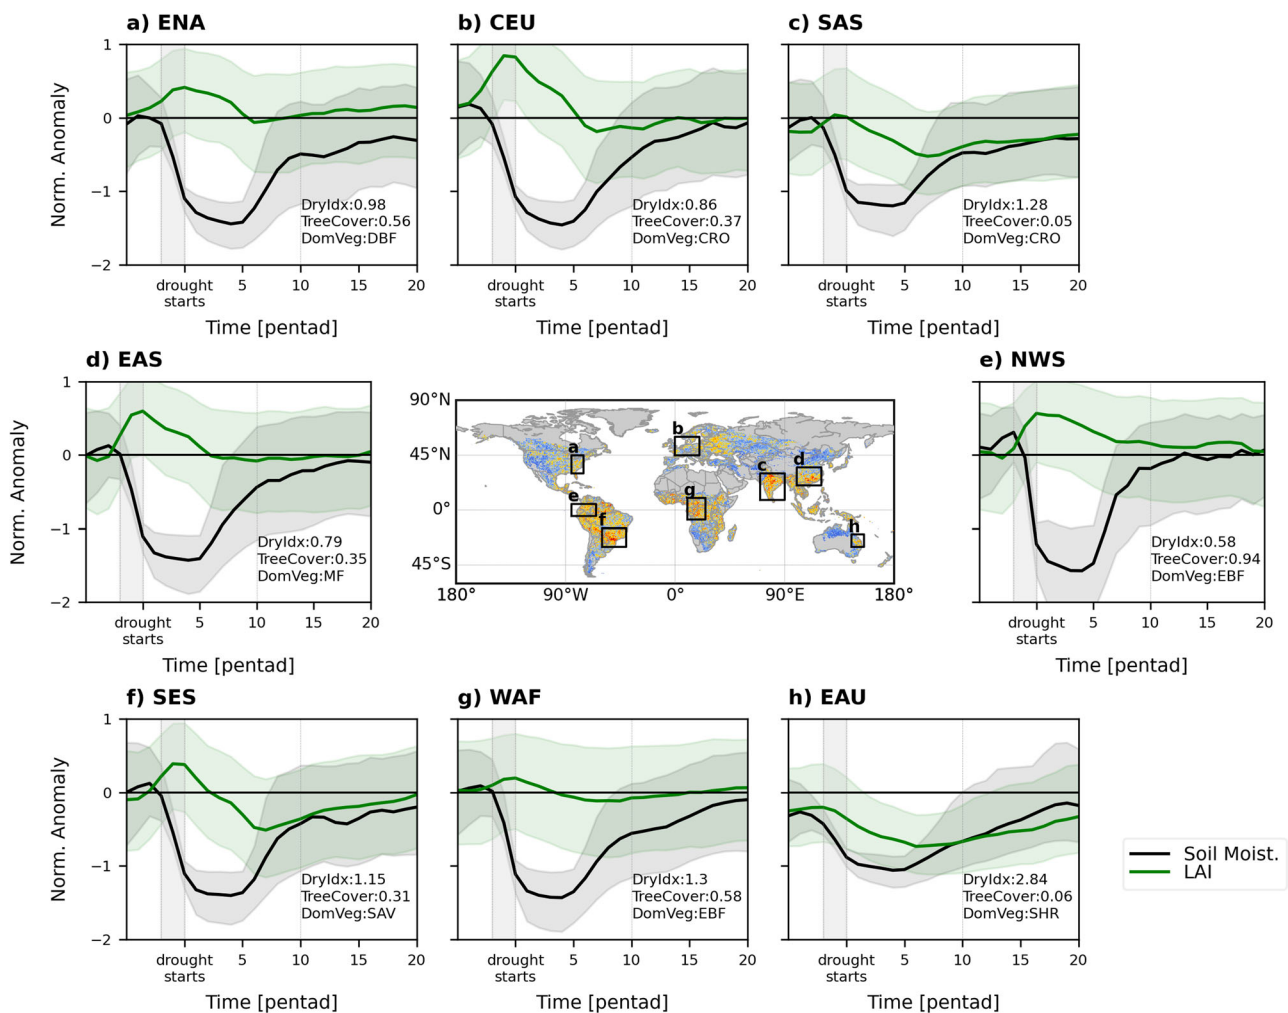 a) ENA
b) CEU
c) SAS
Norm. Anomaly
1
0
−1
−2
DryIdx:0.98
TreeCover:0.56
DomVeg:DBF
DryIdx:0.86
TreeCover:0.37
DomVeg:CRO
DryIdx:1.28
TreeCover:0.05
DomVeg:CRO
drought starts 5 10 15 20
drought starts 5 10 15 20
drought starts 5 10 15 20
Time [pentad]
Time [pentad]
Time [pentad]
d) EAS
e) NWS
1
0
−1
−2
DryIdx:0.79
TreeCover:0.35
DomVeg:MF
drought starts 5 10 15 20
Time [pentad]
90°N
45°N
0°
45°S
180° 90°W 0° 90°E 180°
a
b
c
d
e
f
g
h
DryIdx:0.58
TreeCover:0.94
DomVeg:EBF
drought starts 5 10 15 20
Time [pentad]
f) SES
g) WAF
h) EAU
Norm. Anomaly
1
0
−1
−2
DryIdx:1.15
TreeCover:0.31
DomVeg:SAV
DryIdx:1.3
TreeCover:0.58
DomVeg:EBF
DryIdx:2.84
TreeCover:0.06
DomVeg:SHR
drought starts 5 10 15 20
drought starts 5 10 15 20
drought starts 5 10 15 20
Time [pentad]
Time [pentad]
Time [pentad]
Soil Moist.
LAI